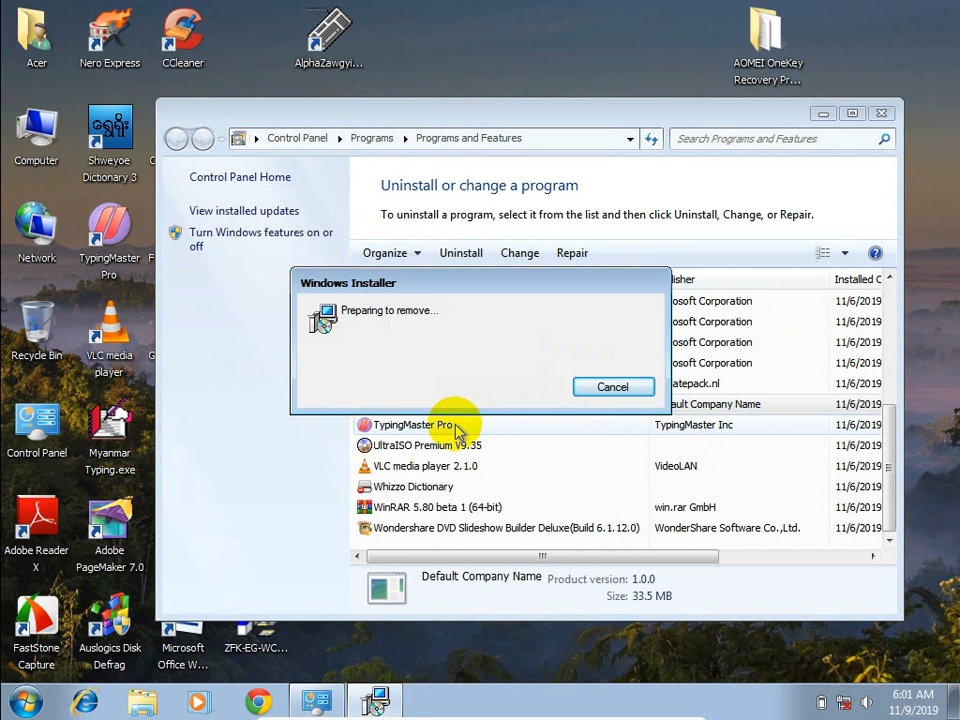 Acer
Nero Express
CCleaner
AlphaZawgyi...
AOMEI OneKey
Recovery Pr...
Computer
ရွှေရိုး
Shweyoe
Dictionary 3
C
Network
TypingMaster
Pro
F
Recycle Bin
VLC media
player
G
Control Panel
Myanmar
Typing.exe
Adobe Reader
X
Adobe
PageMaker 7.0
FastStone
Capture
Auslogics Disk
Defrag
Microsoft
Office W...
ZFK-EG-WC...
Control Panel
Programs
Programs and Features
Search Programs and Features
Control Panel Home
View installed updates
Turn Windows features on or
off
Uninstall or change a program
To uninstall a program, select it from the list and then click Uninstall, Change, or Repair.
Organize
Uninstall
Change
Repair
lisher
Installed O
osoft Corporation
11/6/2019
osoft Corporation
11/6/2019
osoft Corporation
11/6/2019
osoft Corporation
11/6/2019
atepack.nl
11/6/2019
ault Company Name
11/6/2019
Windows Installer
Preparing to remove...
Cancel
TypingMaster Pro
TypingMaster Inc
11/6/2019
UltraISO Premium V9.35
11/6/2019
VLC media player 2.1.0
VideoLAN
11/6/2019
Whizzo Dictionary
11/6/2019
WinRAR 5.80 beta 1 (64-bit)
win.rar GmbH
11/6/2019
Wondershare DVD Slideshow Builder Deluxe(Build 6.1.12.0)
WonderShare Software Co.,Ltd.
11/6/2019
Default Company Name
Product version: 1.0.0
Size: 33.5 MB
6:01 AM
11/9/2019